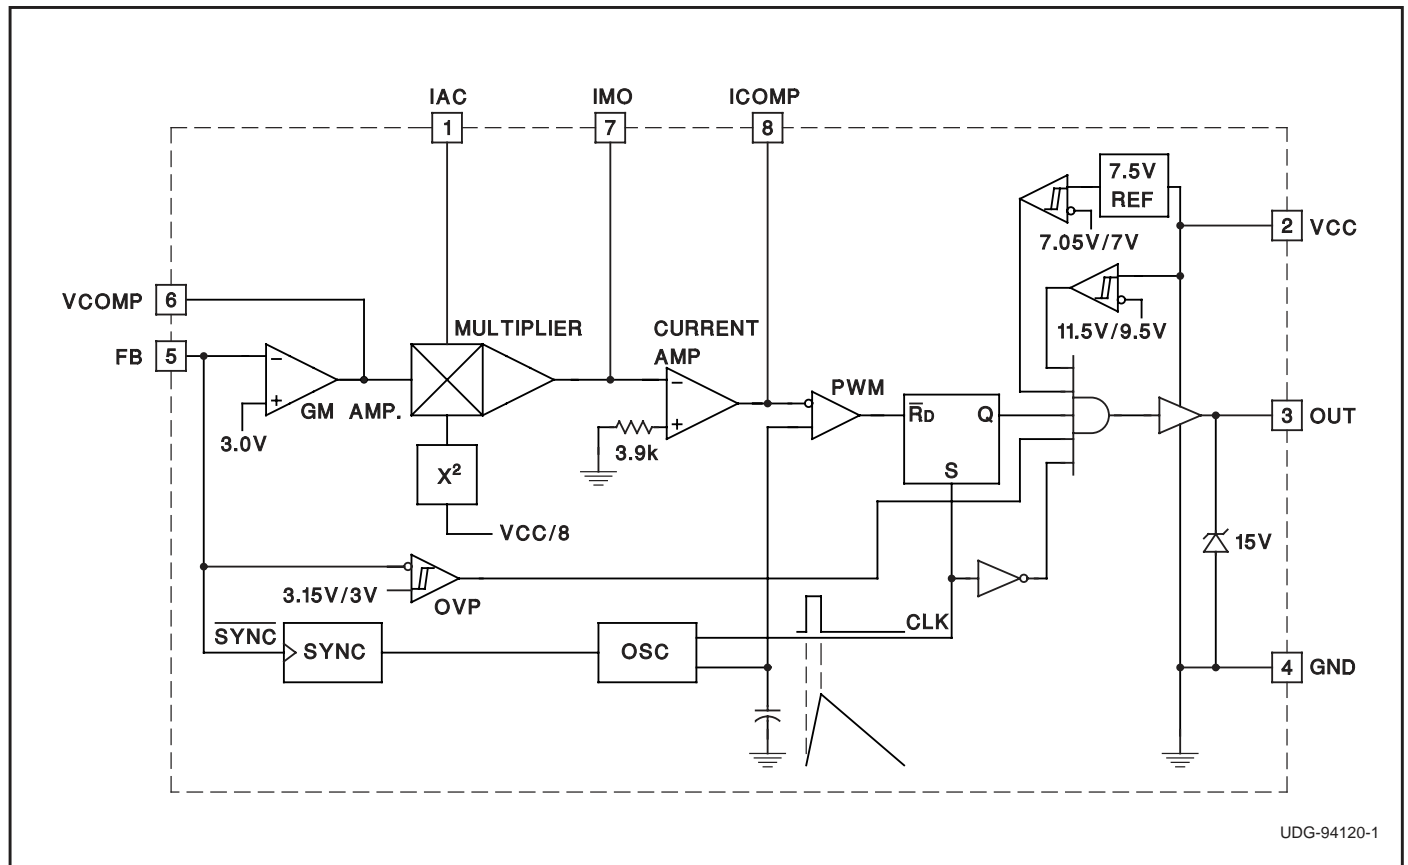 IAC
IMO
ICOMP
1
7
8
7.5V
REF
2
VCC
7.05V/7V
VCOMP
6
11.5V/9.5V
MULTIPLIER
CURRENT
AMP
FB
5
−
+
GM AMP.
3.0V
−
+
3.9k
PWM
R̅D
Q
S
3
OUT
X²
VCC/8
15V
3.15V/3V
OVP
S̅Y̅N̅C̅
SYNC
OSC
CLK
4
GND
UDG-94120-1